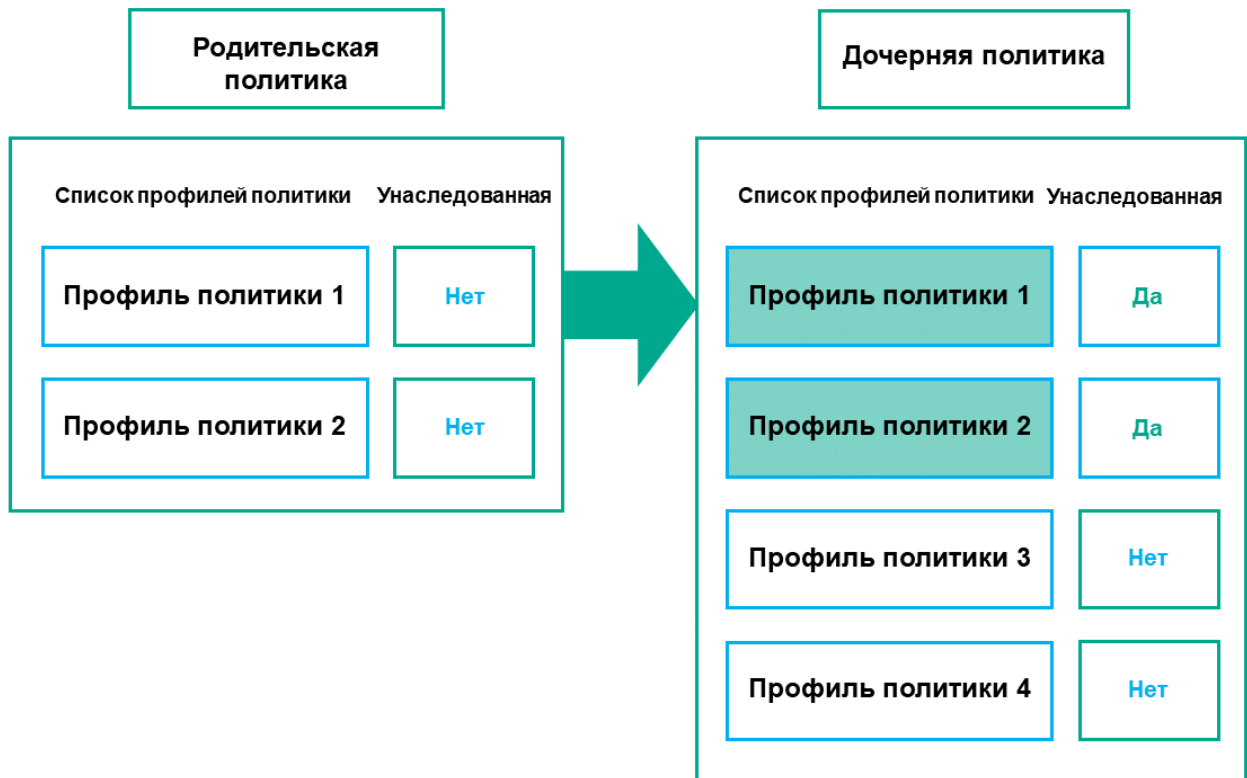 Родительская
политика
Список профилей политики Унаследованная
Профиль политики 1 Нет
Профиль политики 2 Нет
Дочерняя политика
Список профилей политики Унаследованная
Профиль политики 1 Да
Профиль политики 2 Да
Профиль политики 3 Нет
Профиль политики 4 Нет